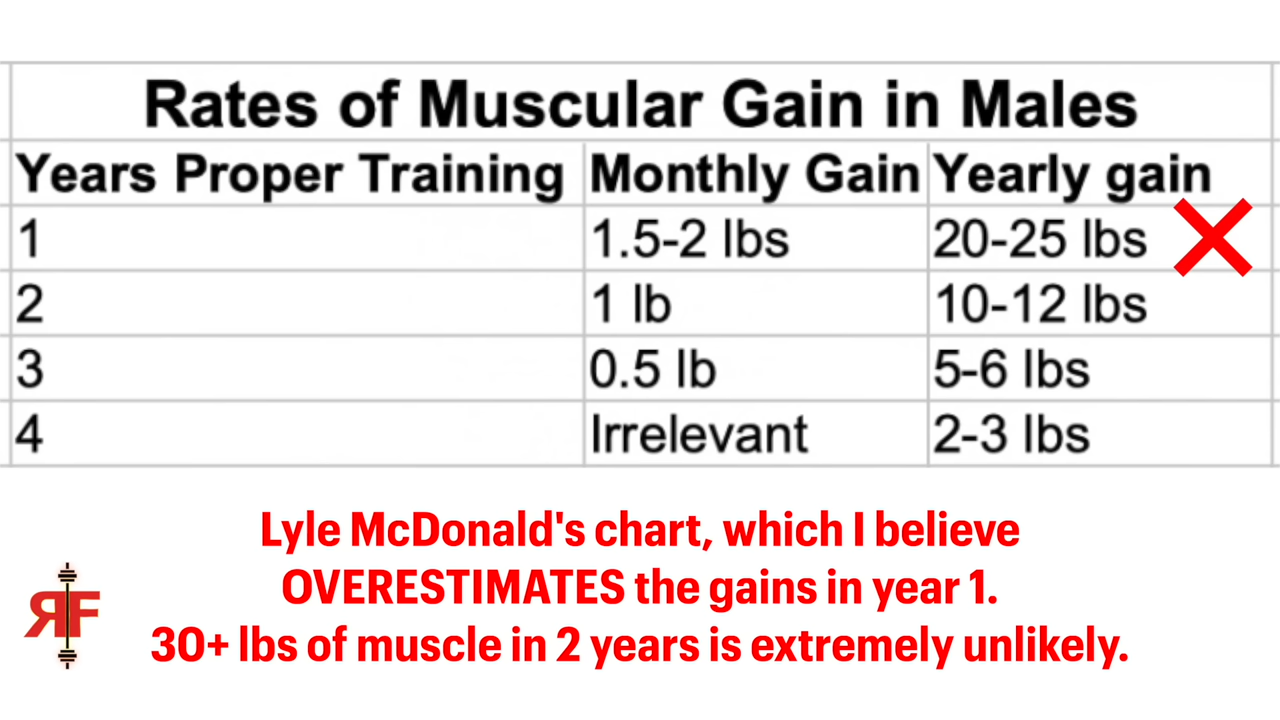 Rates of Muscular Gain in Males
Years Proper Training Monthly Gain Yearly gain
1 1.5-2 lbs 20-25 lbs
2 1 lb 10-12 lbs
3 0.5 lb 5-6 lbs
4 Irrelevant 2-3 lbs
Lyle McDonald's chart, which I believe
OVERESTIMATES the gains in year 1.
30+ lbs of muscle in 2 years is extremely unlikely.
RF